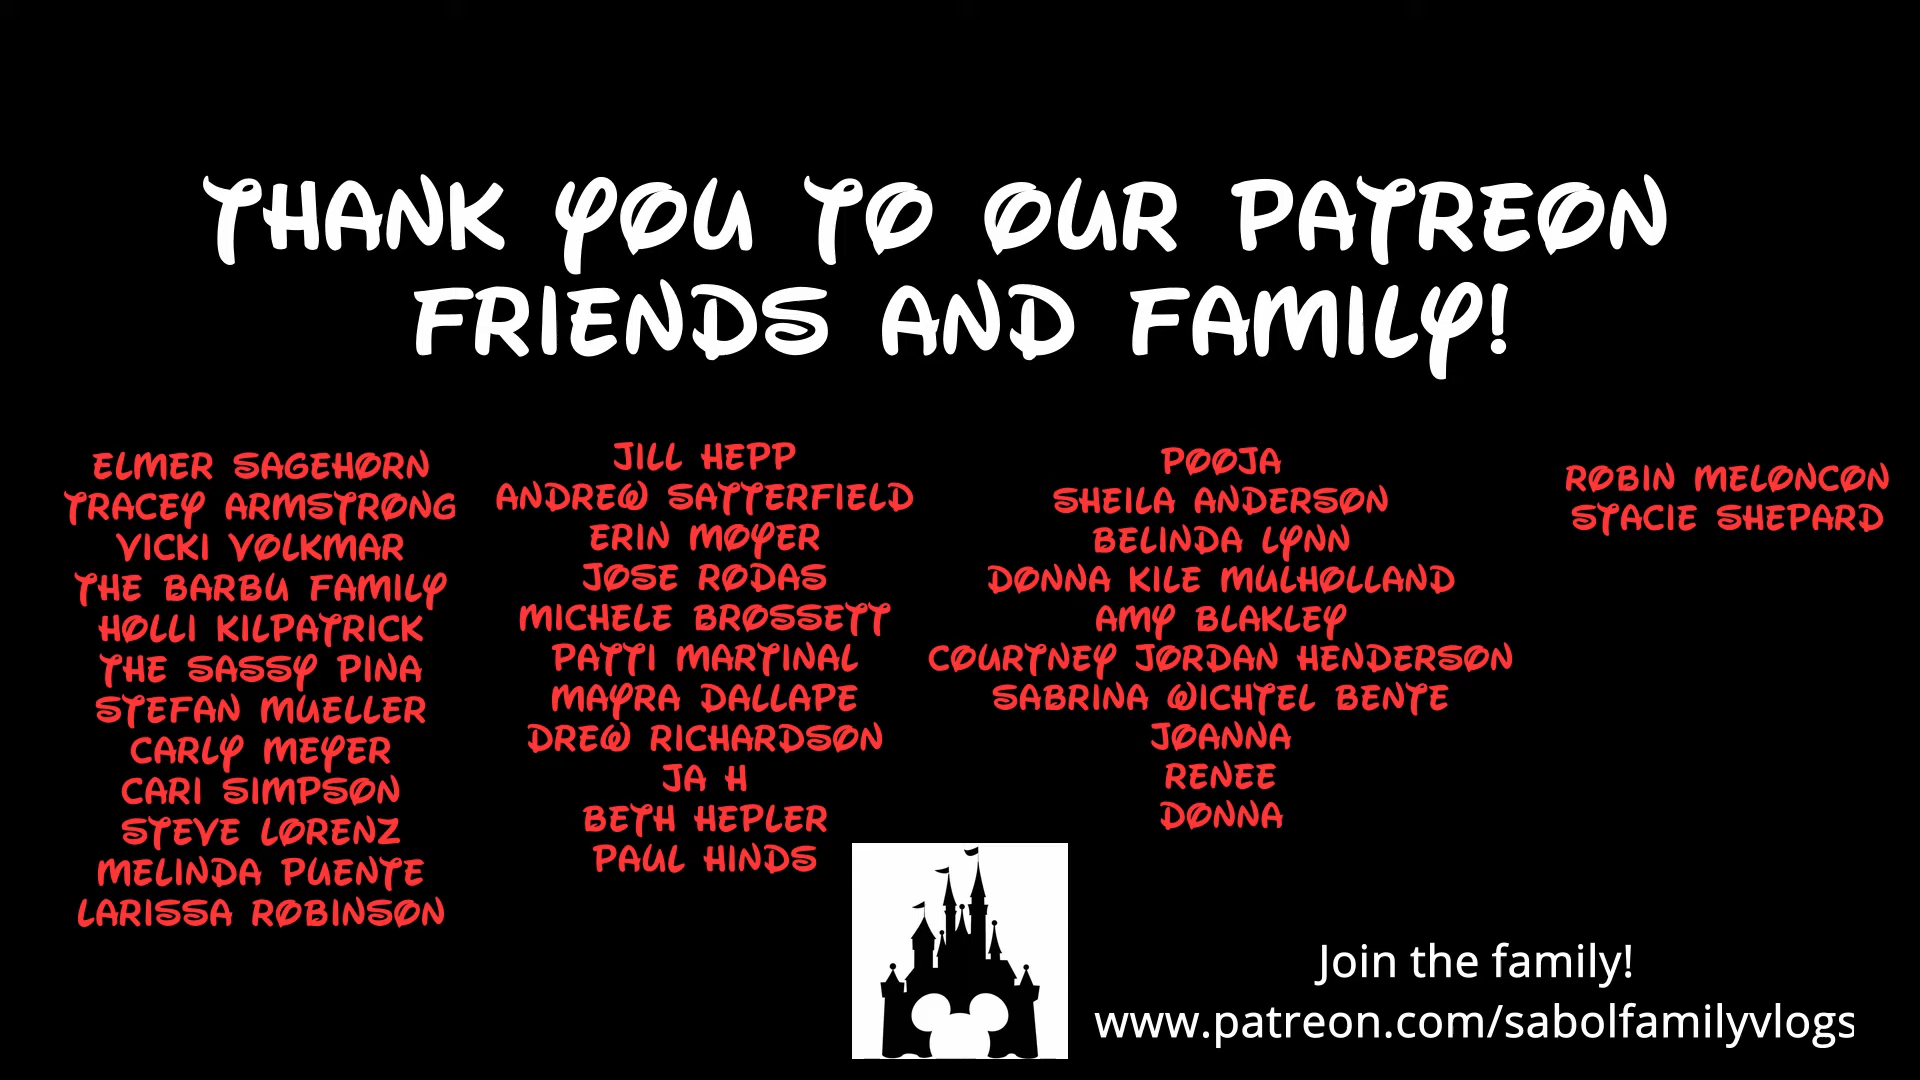 THANK YOU TO OUR PATREON
FRIENDS AND FAMILY!
ELMER SAGEHORN
TRACEY ARMSTRONG
VICKI VOLKMAR
THE BARBU FAMILY
HOLLI KILPATRICK
THE SASSY PINA
STEFAN MUELLER
CARLY MEYER
CARI SIMPSON
STEVE LORENZ
MELINDA PUENTE
LARISSA ROBINSON
JILL HEPP
ANDREW SATTERFIELD
ERIN MOYER
JOSE RODAS
MICHELE BROSSETT
PATTI MARTINAL
MAYRA DALLAPE
DREW RICHARDSON
JA H
BETH HEPLER
PAUL HINDS
POOJA
SHEILA ANDERSON
BELINDA LYNN
DONNA KILE MULHOLLAND
AMY BLAKLEY
COURTNEY JORDAN HENDERSON
SABRINA WICHTEL BENTE
JOANNA
RENEE
DONNA
ROBIN MELONCON
STACIE SHEPARD
Join the family!
www.patreon.com/sabolfamilyvlogs